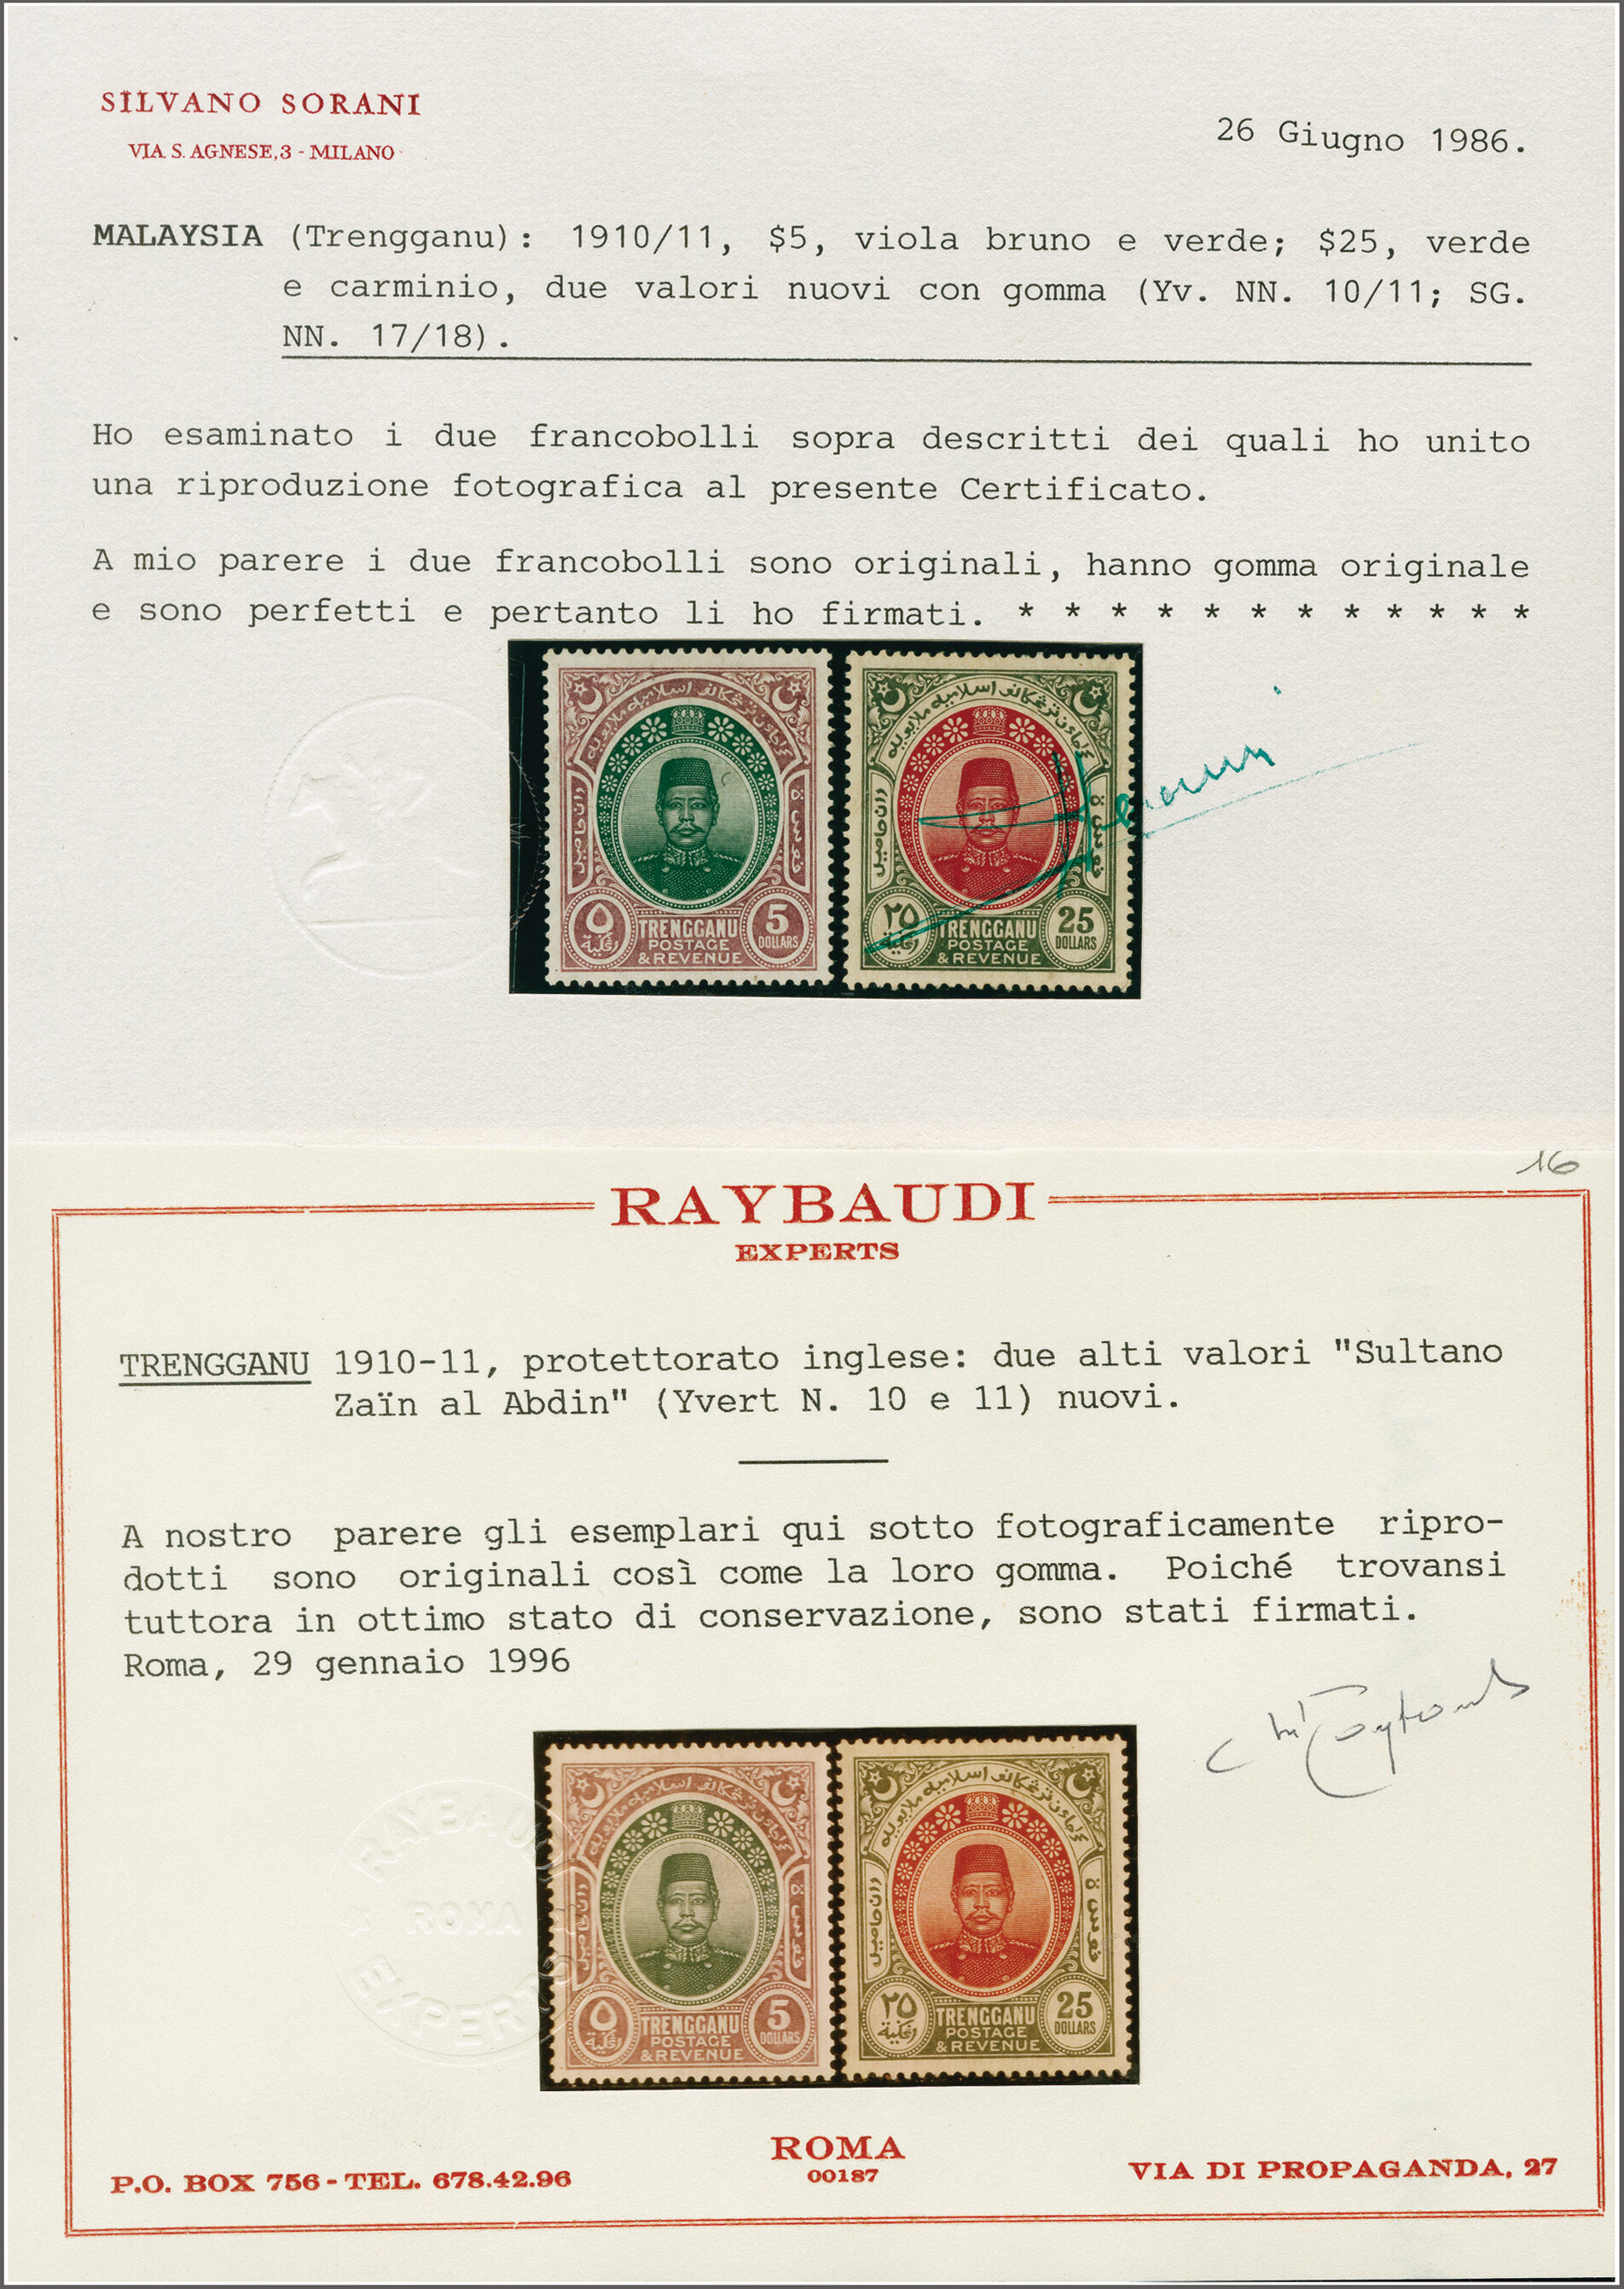 SILVANO SORANI
VIA S. AGNESE, 3 - MILANO
26 Giugno 1986.
MALAYSIA (Trengganu): 1910/11, $5, viola bruno e verde; $25, verde
e carminio, due valori nuovi con gomma (Yv. NN. 10/11; SG.
NN. 17/18).
Ho esaminato i due francobolli sopra descritti dei quali ho unito
una riproduzione fotografica al presente Certificato.
A mio parere i due francobolli sono originali, hanno gomma originale
e sono perfetti e pertanto li ho firmati. * * * * * * * * * * * *
٥
TRENGGANU
POSTAGE
& REVENUE
5
DOLLARS
٢٥
TRENGGANU
POSTAGE
& REVENUE
25
DOLLARS
16
RAYBAUDI
EXPERTS
TRENGGANU 1910-11, protettorato inglese: due alti valori "Sultano
Zaïn al Abdin" (Yvert N. 10 e 11) nuovi.
A nostro parere gli esemplari qui sotto fotograficamente ripro-
dotti sono originali così come la loro gomma. Poiché trovansi
tuttora in ottimo stato di conservazione, sono stati firmati.
Roma, 29 gennaio 1996
RAYBAUDI
ROMA
EXPERTS
٥
TRENGGANU
POSTAGE
& REVENUE
5
DOLLARS
٢٥
TRENGGANU
POSTAGE
& REVENUE
25
DOLLARS
ROMA
00187
P.O. BOX 756 - TEL. 678.42.96
VIA DI PROPAGANDA, 27